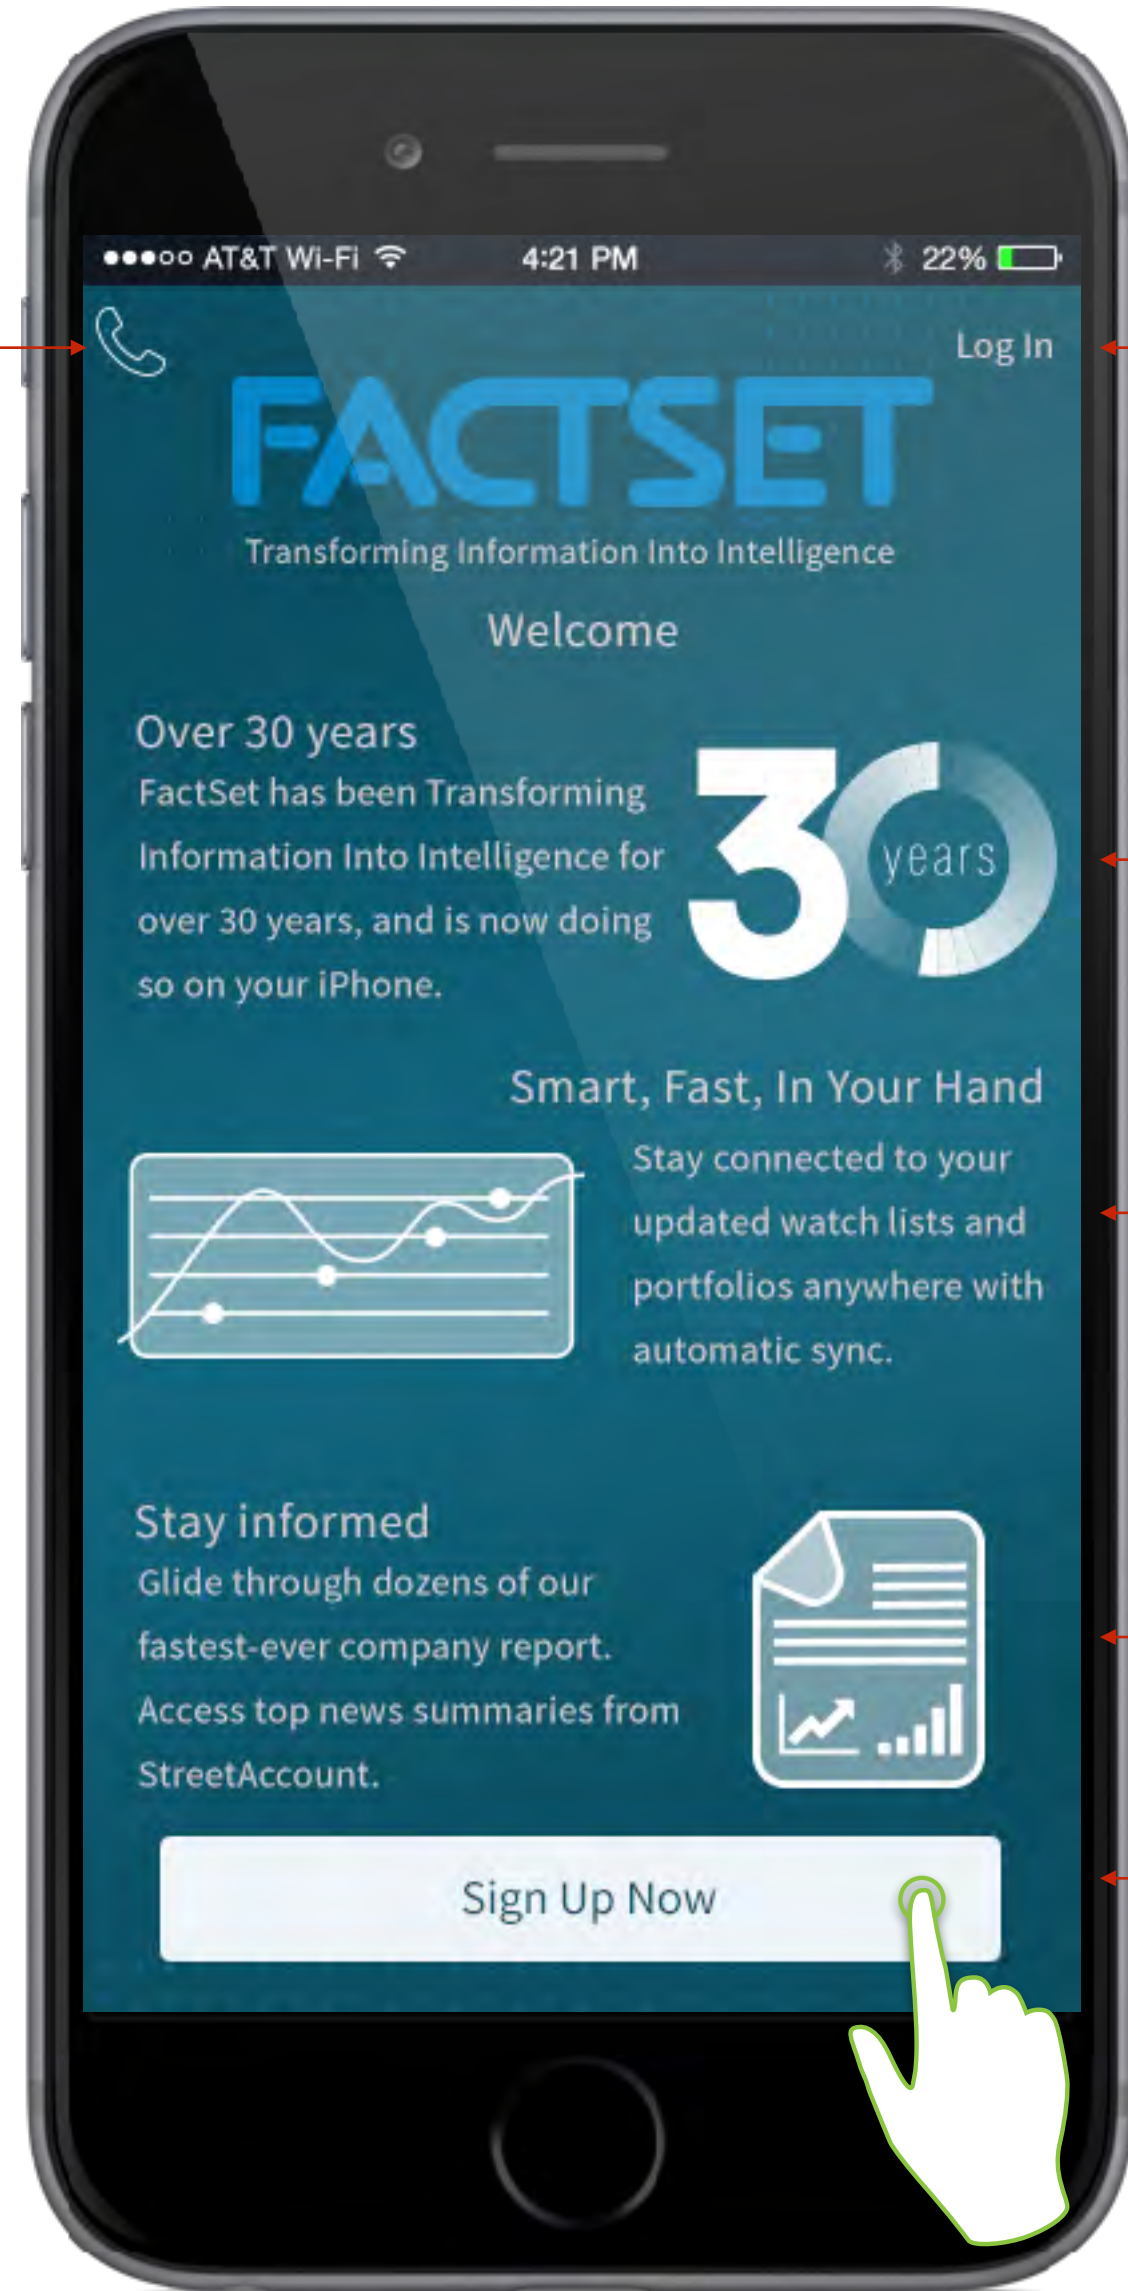 AT&T Wi-Fi 4:21 PM 22%
Log In
FACTSET
Transforming Information Into Intelligence
Welcome
Over 30 years
FactSet has been Transforming
Information Into Intelligence for
over 30 years, and is now doing
so on your iPhone.
30 years
Smart, Fast, In Your Hand
Stay connected to your
updated watch lists and
portfolios anywhere with
automatic sync.
Stay informed
Glide through dozens of our
fastest-ever company report.
Access top news summaries from
StreetAccount.
Sign Up Now